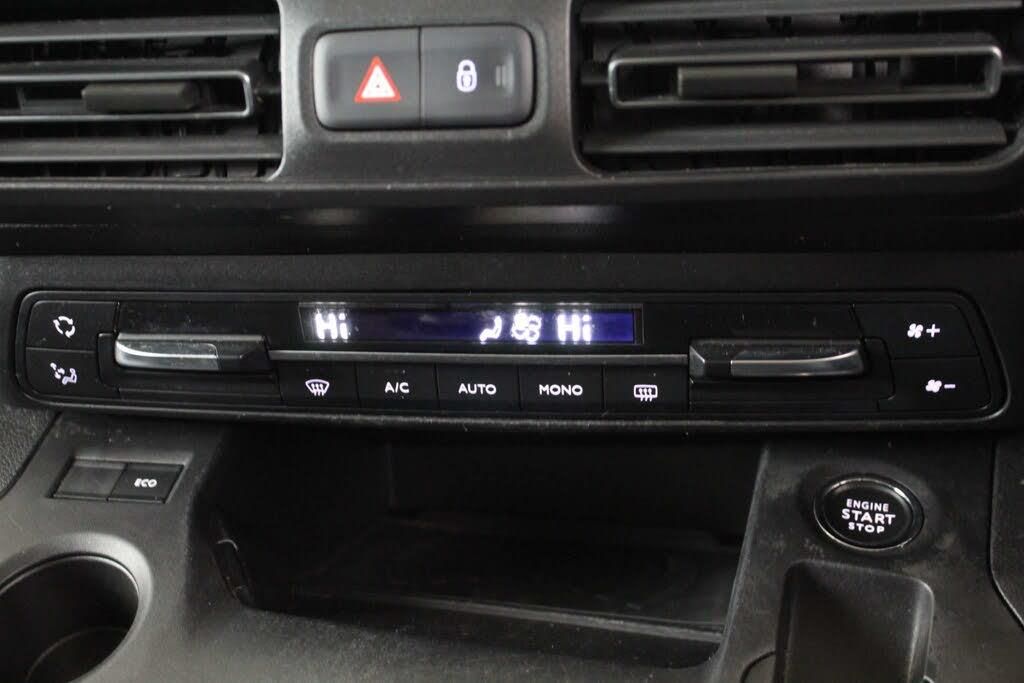 Hi Hi
A/C AUTO MONO
ECO
ENGINE
START
STOP